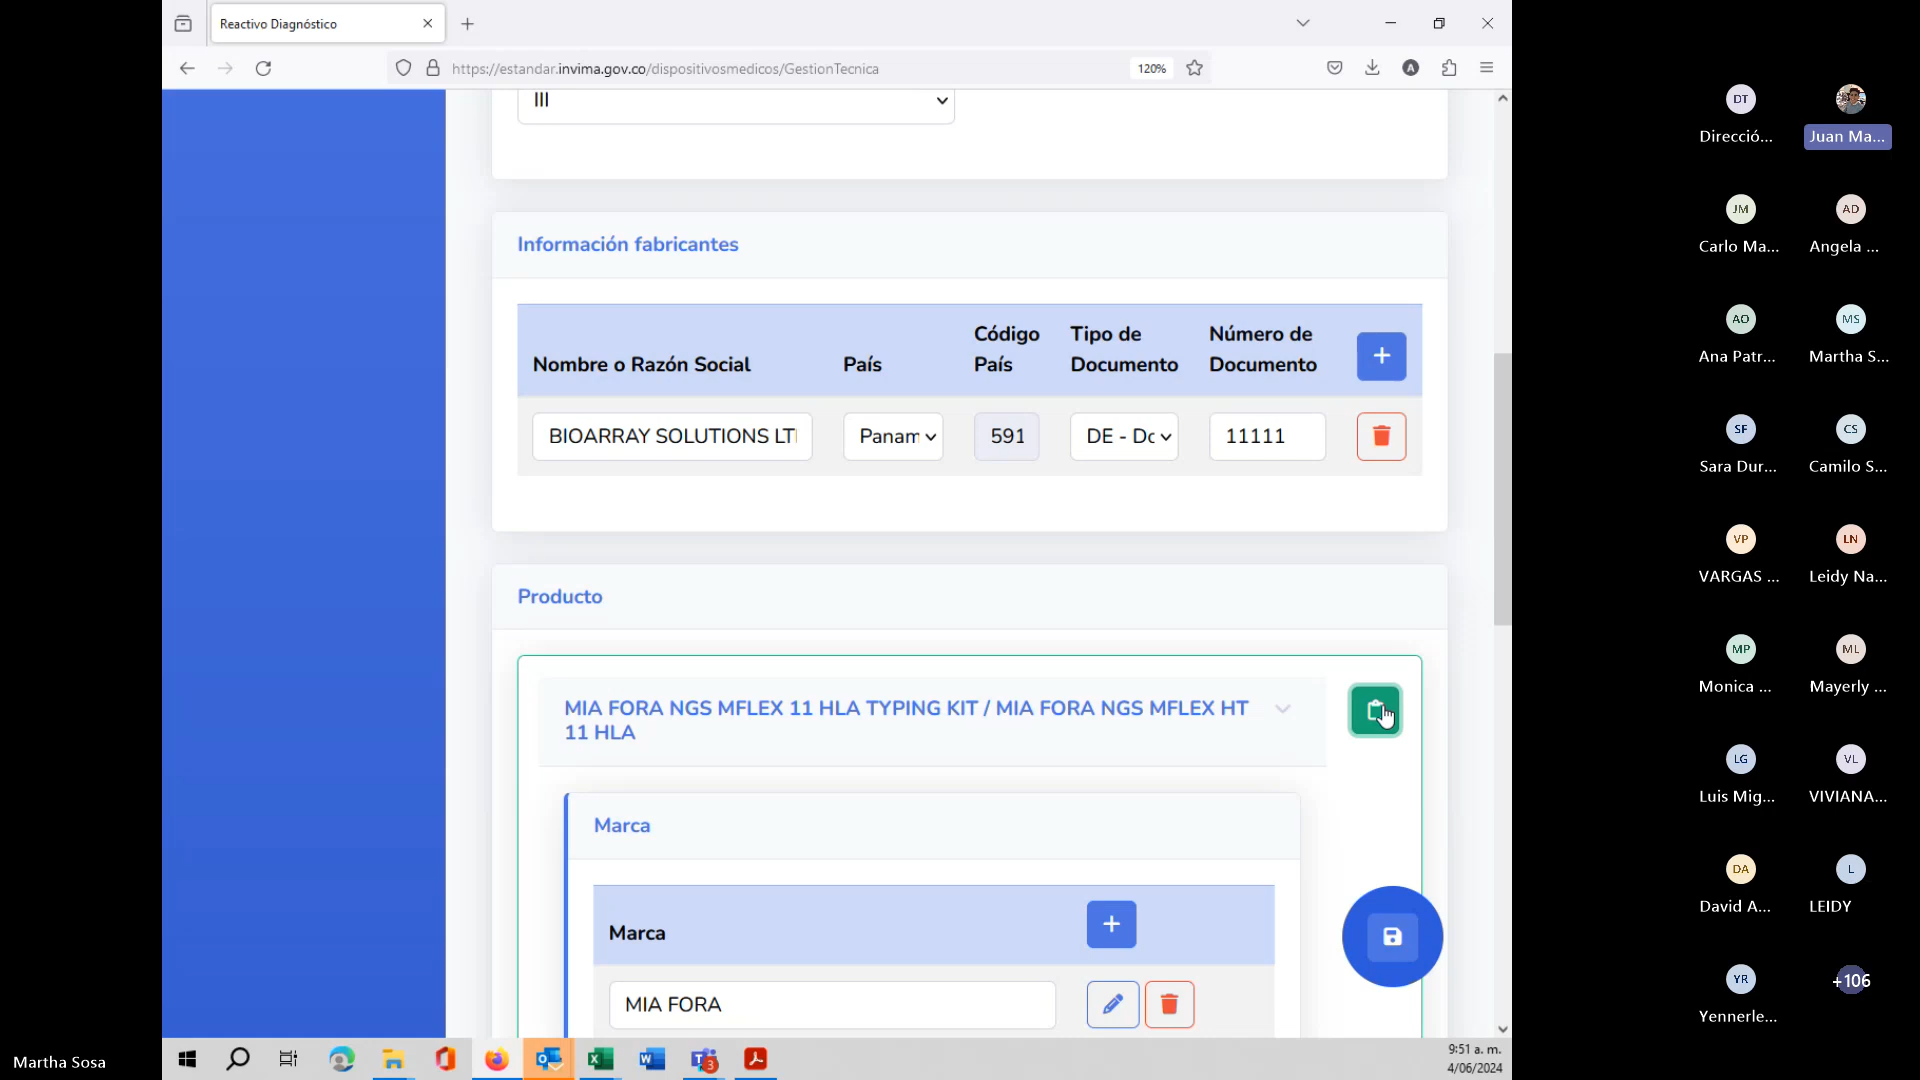 Reactivo Diagnóstico
https://estandar.invima.gov.co/dispositivosmedicos/GestionTecnica
120%
A
III
Información fabricantes
Nombre o Razón Social
País
Código País
Tipo de Documento
Número de Documento
BIOARRAY SOLUTIONS LT
Panam
591
DE - Dc
11111
Producto
MIA FORA NGS MFLEX 11 HLA TYPING KIT / MIA FORA NGS MFLEX HT
11 HLA
Marca
Marca
MIA FORA
3
9:51 a. m.
4/06/2024
Martha Sosa
DT
Direcció...
Juan Ma...
JM
Carlo Ma...
AD
Angela ...
AO
Ana Patr...
MS
Martha S...
SF
Sara Dur...
CS
Camilo S...
VP
VARGAS ...
LN
Leidy Na...
MP
Monica ...
ML
Mayerly ...
LG
Luis Mig...
VL
VIVIANA...
DA
David A...
L
LEIDY
YR
Yennerle...
+106